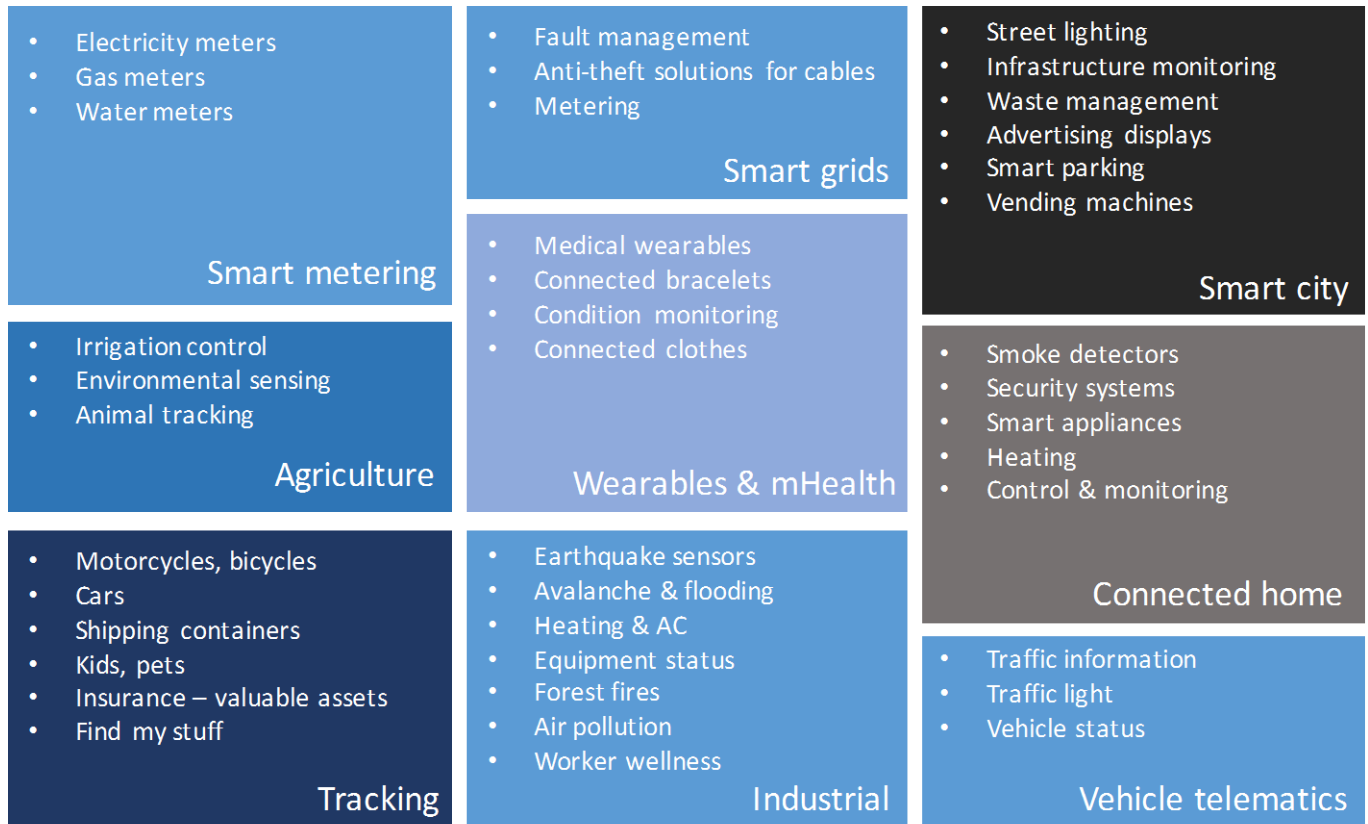 • Electricity meters
• Gas meters
• Water meters
Smart metering
• Fault management
• Anti-theft solutions for cables
• Metering
Smart grids
• Street lighting
• Infrastructure monitoring
• Waste management
• Advertising displays
• Smart parking
• Vending machines
Smart city
• Irrigation control
• Environmental sensing
• Animal tracking
Agriculture
• Medical wearables
• Connected bracelets
• Condition monitoring
• Connected clothes
Wearables & mHealth
• Smoke detectors
• Security systems
• Smart appliances
• Heating
• Control & monitoring
Connected home
• Motorcycles, bicycles
• Cars
• Shipping containers
• Kids, pets
• Insurance – valuable assets
• Find my stuff
Tracking
• Earthquake sensors
• Avalanche & flooding
• Heating & AC
• Equipment status
• Forest fires
• Air pollution
• Worker wellness
Industrial
• Traffic information
• Traffic light
• Vehicle status
Vehicle telematics